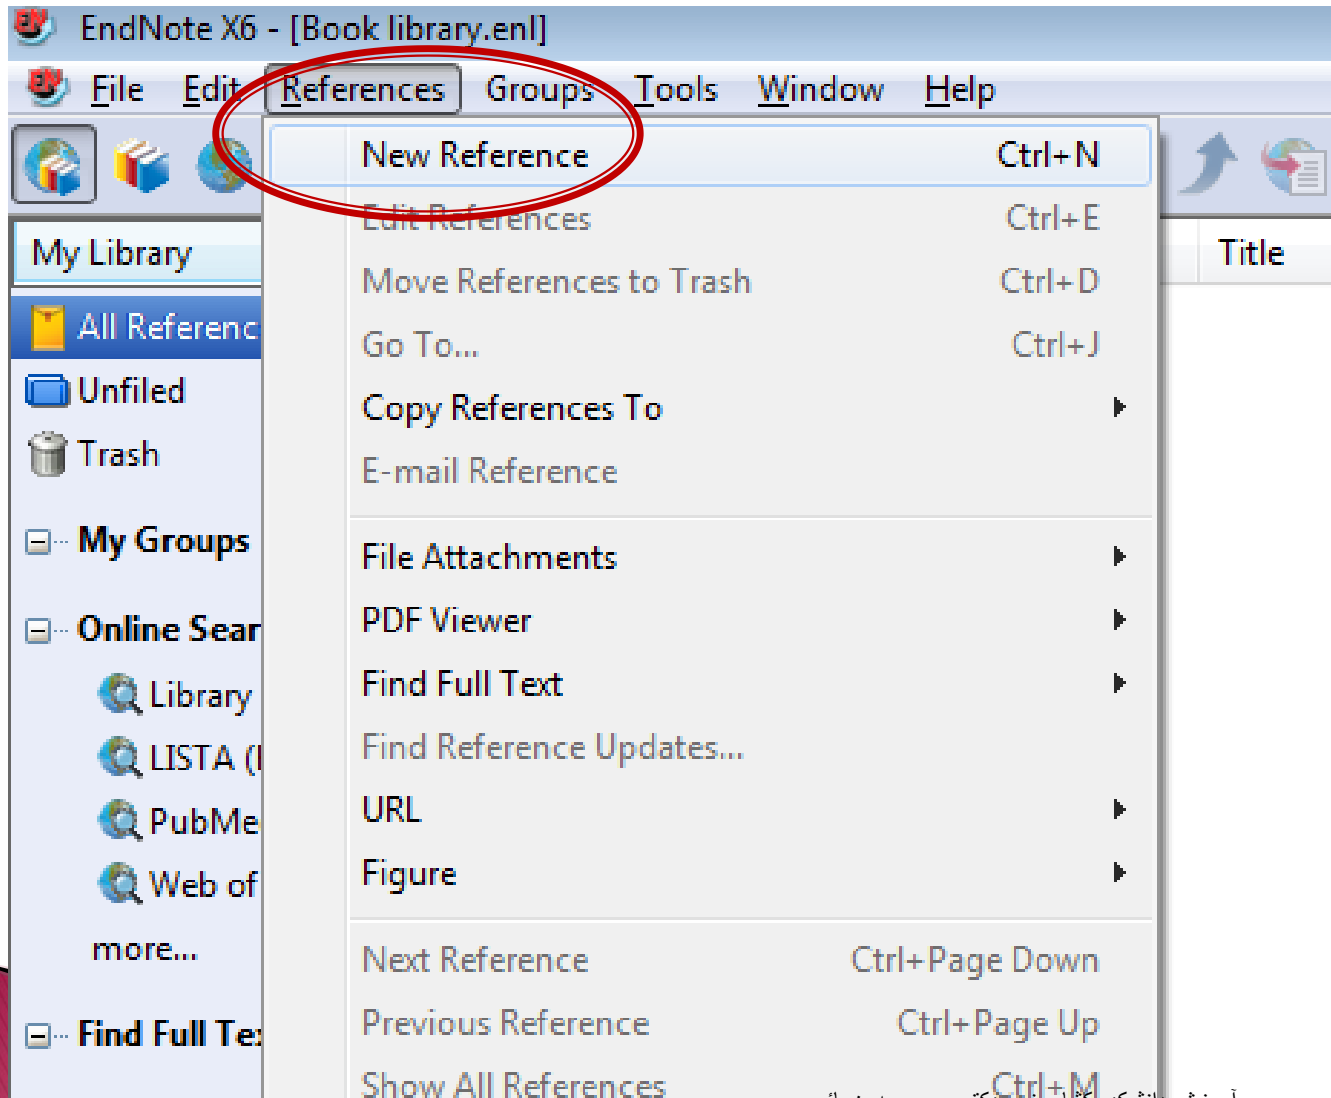 EndNote X6 - [Book library.enl]
File Edit References Groups Tools Window Help
New Reference Ctrl+N
Edit References Ctrl+E
Move References to Trash Ctrl+D
Go To... Ctrl+J
Copy References To
E-mail Reference
File Attachments
PDF Viewer
Find Full Text
Find Reference Updates...
URL
Figure
Next Reference Ctrl+Page Down
Previous Reference Ctrl+Page Up
Show All References Ctrl+M
My Library
All Referenc
Unfiled
Trash
My Groups
Online Sear
Library
LISTA (
PubMe
Web of
more...
Find Full Te
Title